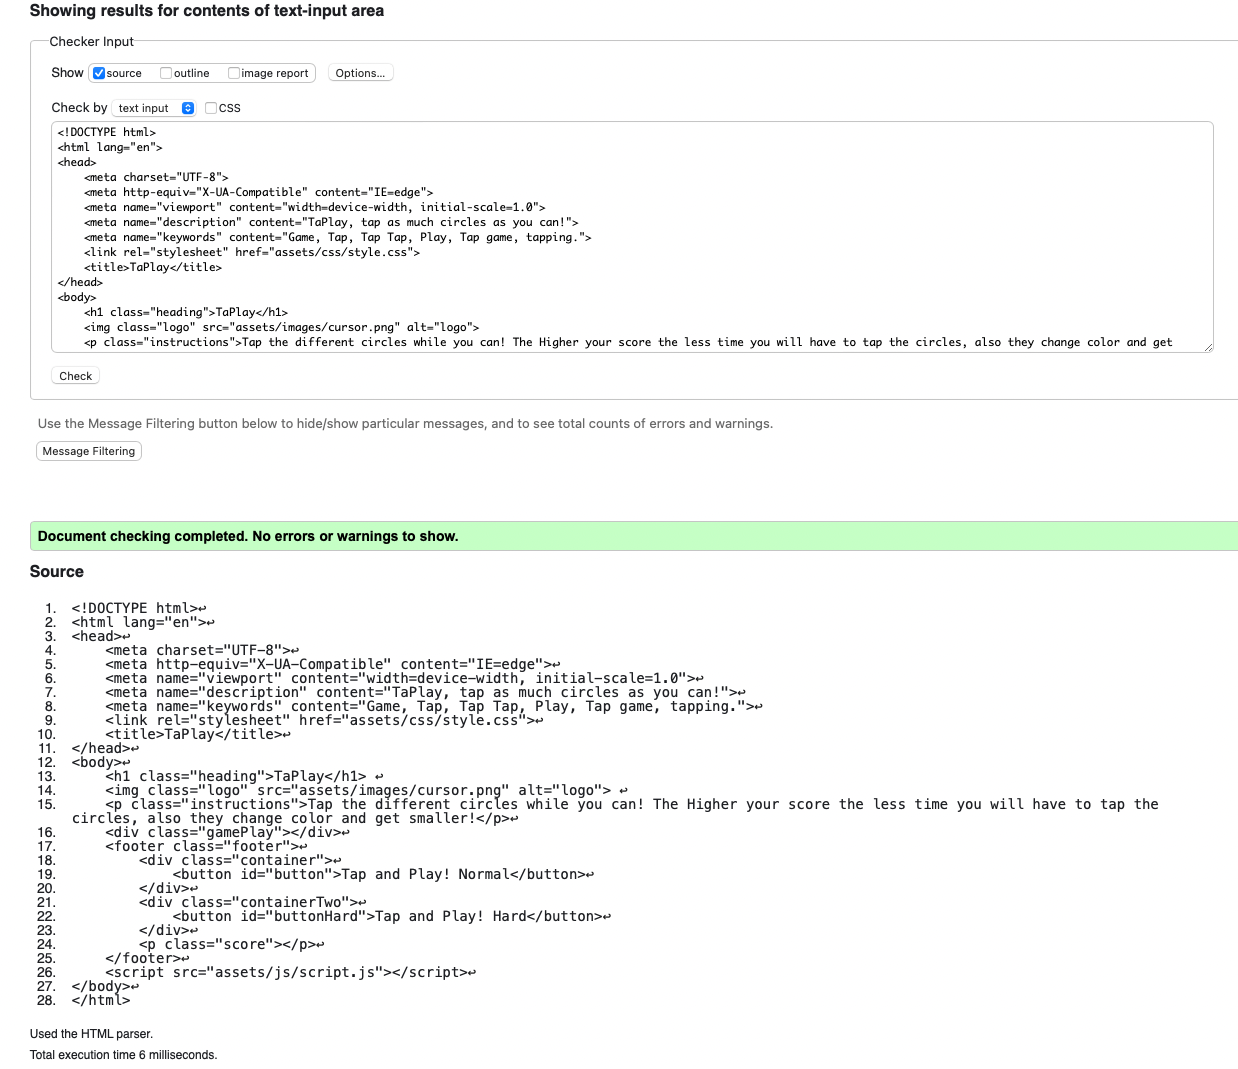 Showing results for contents of text-input area
Checker Input
Show source outline image report Options...
Check by text input CSS
<!DOCTYPE html>
<html lang="en">
<head>
    <meta charset="UTF-8">
    <meta http-equiv="X-UA-Compatible" content="IE=edge">
    <meta name="viewport" content="width=device-width, initial-scale=1.0">
    <meta name="description" content="TaPlay, tap as much circles as you can!">
    <meta name="keywords" content="Game, Tap, Tap Tap, Play, Tap game, tapping.">
    <link rel="stylesheet" href="assets/css/style.css">
    <title>TaPlay</title>
</head>
<body>
    <h1 class="heading">TaPlay</h1>
    <img class="logo" src="assets/images/cursor.png" alt="logo">
    <p class="instructions">Tap the different circles while you can! The Higher your score the less time you will have to tap the circles, also they change color and get
Check
Use the Message Filtering button below to hide/show particular messages, and to see total counts of errors and warnings.
Message Filtering
Document checking completed. No errors or warnings to show.
Source
1. <!DOCTYPE html>↩
2. <html lang="en">↩
3. <head>↩
4.     <meta charset="UTF-8">↩
5.     <meta http-equiv="X-UA-Compatible" content="IE=edge">↩
6.     <meta name="viewport" content="width=device-width, initial-scale=1.0">↩
7.     <meta name="description" content="TaPlay, tap as much circles as you can!">↩
8.     <meta name="keywords" content="Game, Tap, Tap Tap, Play, Tap game, tapping.">↩
9.     <link rel="stylesheet" href="assets/css/style.css">↩
10.     <title>TaPlay</title>↩
11. </head>↩
12. <body>↩
13.     <h1 class="heading">TaPlay</h1> ↩
14.     <img class="logo" src="assets/images/cursor.png" alt="logo"> ↩
15.     <p class="instructions">Tap the different circles while you can! The Higher your score the less time you will have to tap the
circles, also they change color and get smaller!</p>↩
16.     <div class="gamePlay"></div>↩
17.     <footer class="footer">↩
18.         <div class="container">↩
19.             <button id="button">Tap and Play! Normal</button>↩
20.         </div>↩
21.         <div class="containerTwo">↩
22.             <button id="buttonHard">Tap and Play! Hard</button>↩
23.         </div>↩
24.         <p class="score"></p>↩
25.     </footer>↩
26.     <script src="assets/js/script.js"></script>↩
27. </body>↩
28. </html>
Used the HTML parser.
Total execution time 6 milliseconds.